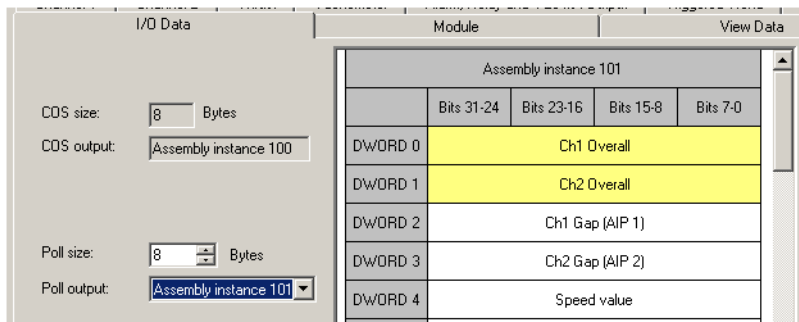 I/O Data
Module
View Data
COS size: 8 Bytes
COS output: Assembly instance 100
Poll size: 8 Bytes
Poll output: Assembly instance 101
Assembly instance 101
Bits 31-24 Bits 23-16 Bits 15-8 Bits 7-0
DWORD 0 Ch1 Overall
DWORD 1 Ch2 Overall
DWORD 2 Ch1 Gap (AIP 1)
DWORD 3 Ch2 Gap (AIP 2)
DWORD 4 Speed value